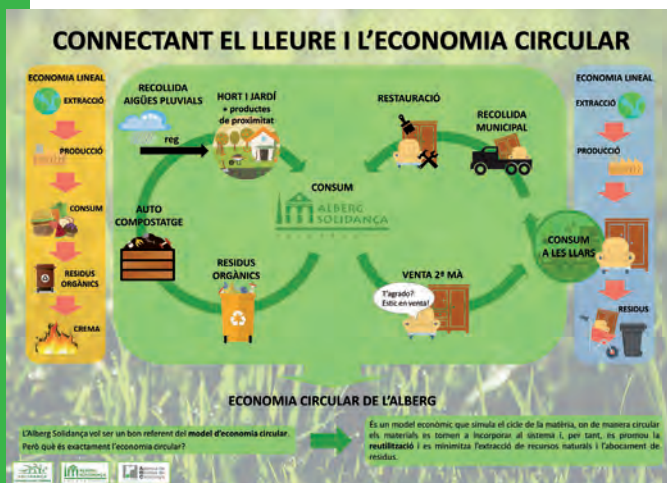 CONNECTANT EL LLEURE I L'ECONOMIA CIRCULAR
ECONOMIA LINEAL
EXTRACCIÓ
PRODUCCIÓ
CONSUM
RESIDUS
ORGÀNICS
CREMA
RECOLLIDA
AIGÜES PLUVIALS
reg
HORT I JARDÍ
+ productes
de proximitat
AUTO
COMPOSTATGE
RESIDUS
ORGÀNICS
CONSUM
ALBERG
SOLIDANÇA
RESTAURACIÓ
RECOLLIDA
MUNICIPAL
VENTA 2ª MÀ
T'agrado?
Estic en venta!
CONSUM
A LES LLARS
ECONOMIA LINEAL
EXTRACCIÓ
PRODUCCIÓ
RESIDUS
ECONOMIA CIRCULAR DE L'ALBERG
L'Alberg Solidança vol ser un bon referent del model d'economia circular.
Però què és exactament l'economia circular?
És un model econòmic que simula el cicle de la matèria, on de manera circular
els materials es tornen a incorporar al sistema i, per tant, es promou la
reutilització i es minimitza l'extracció de recursos naturals i l'abocament de
residus.
ALBERG
SOLIDANÇA